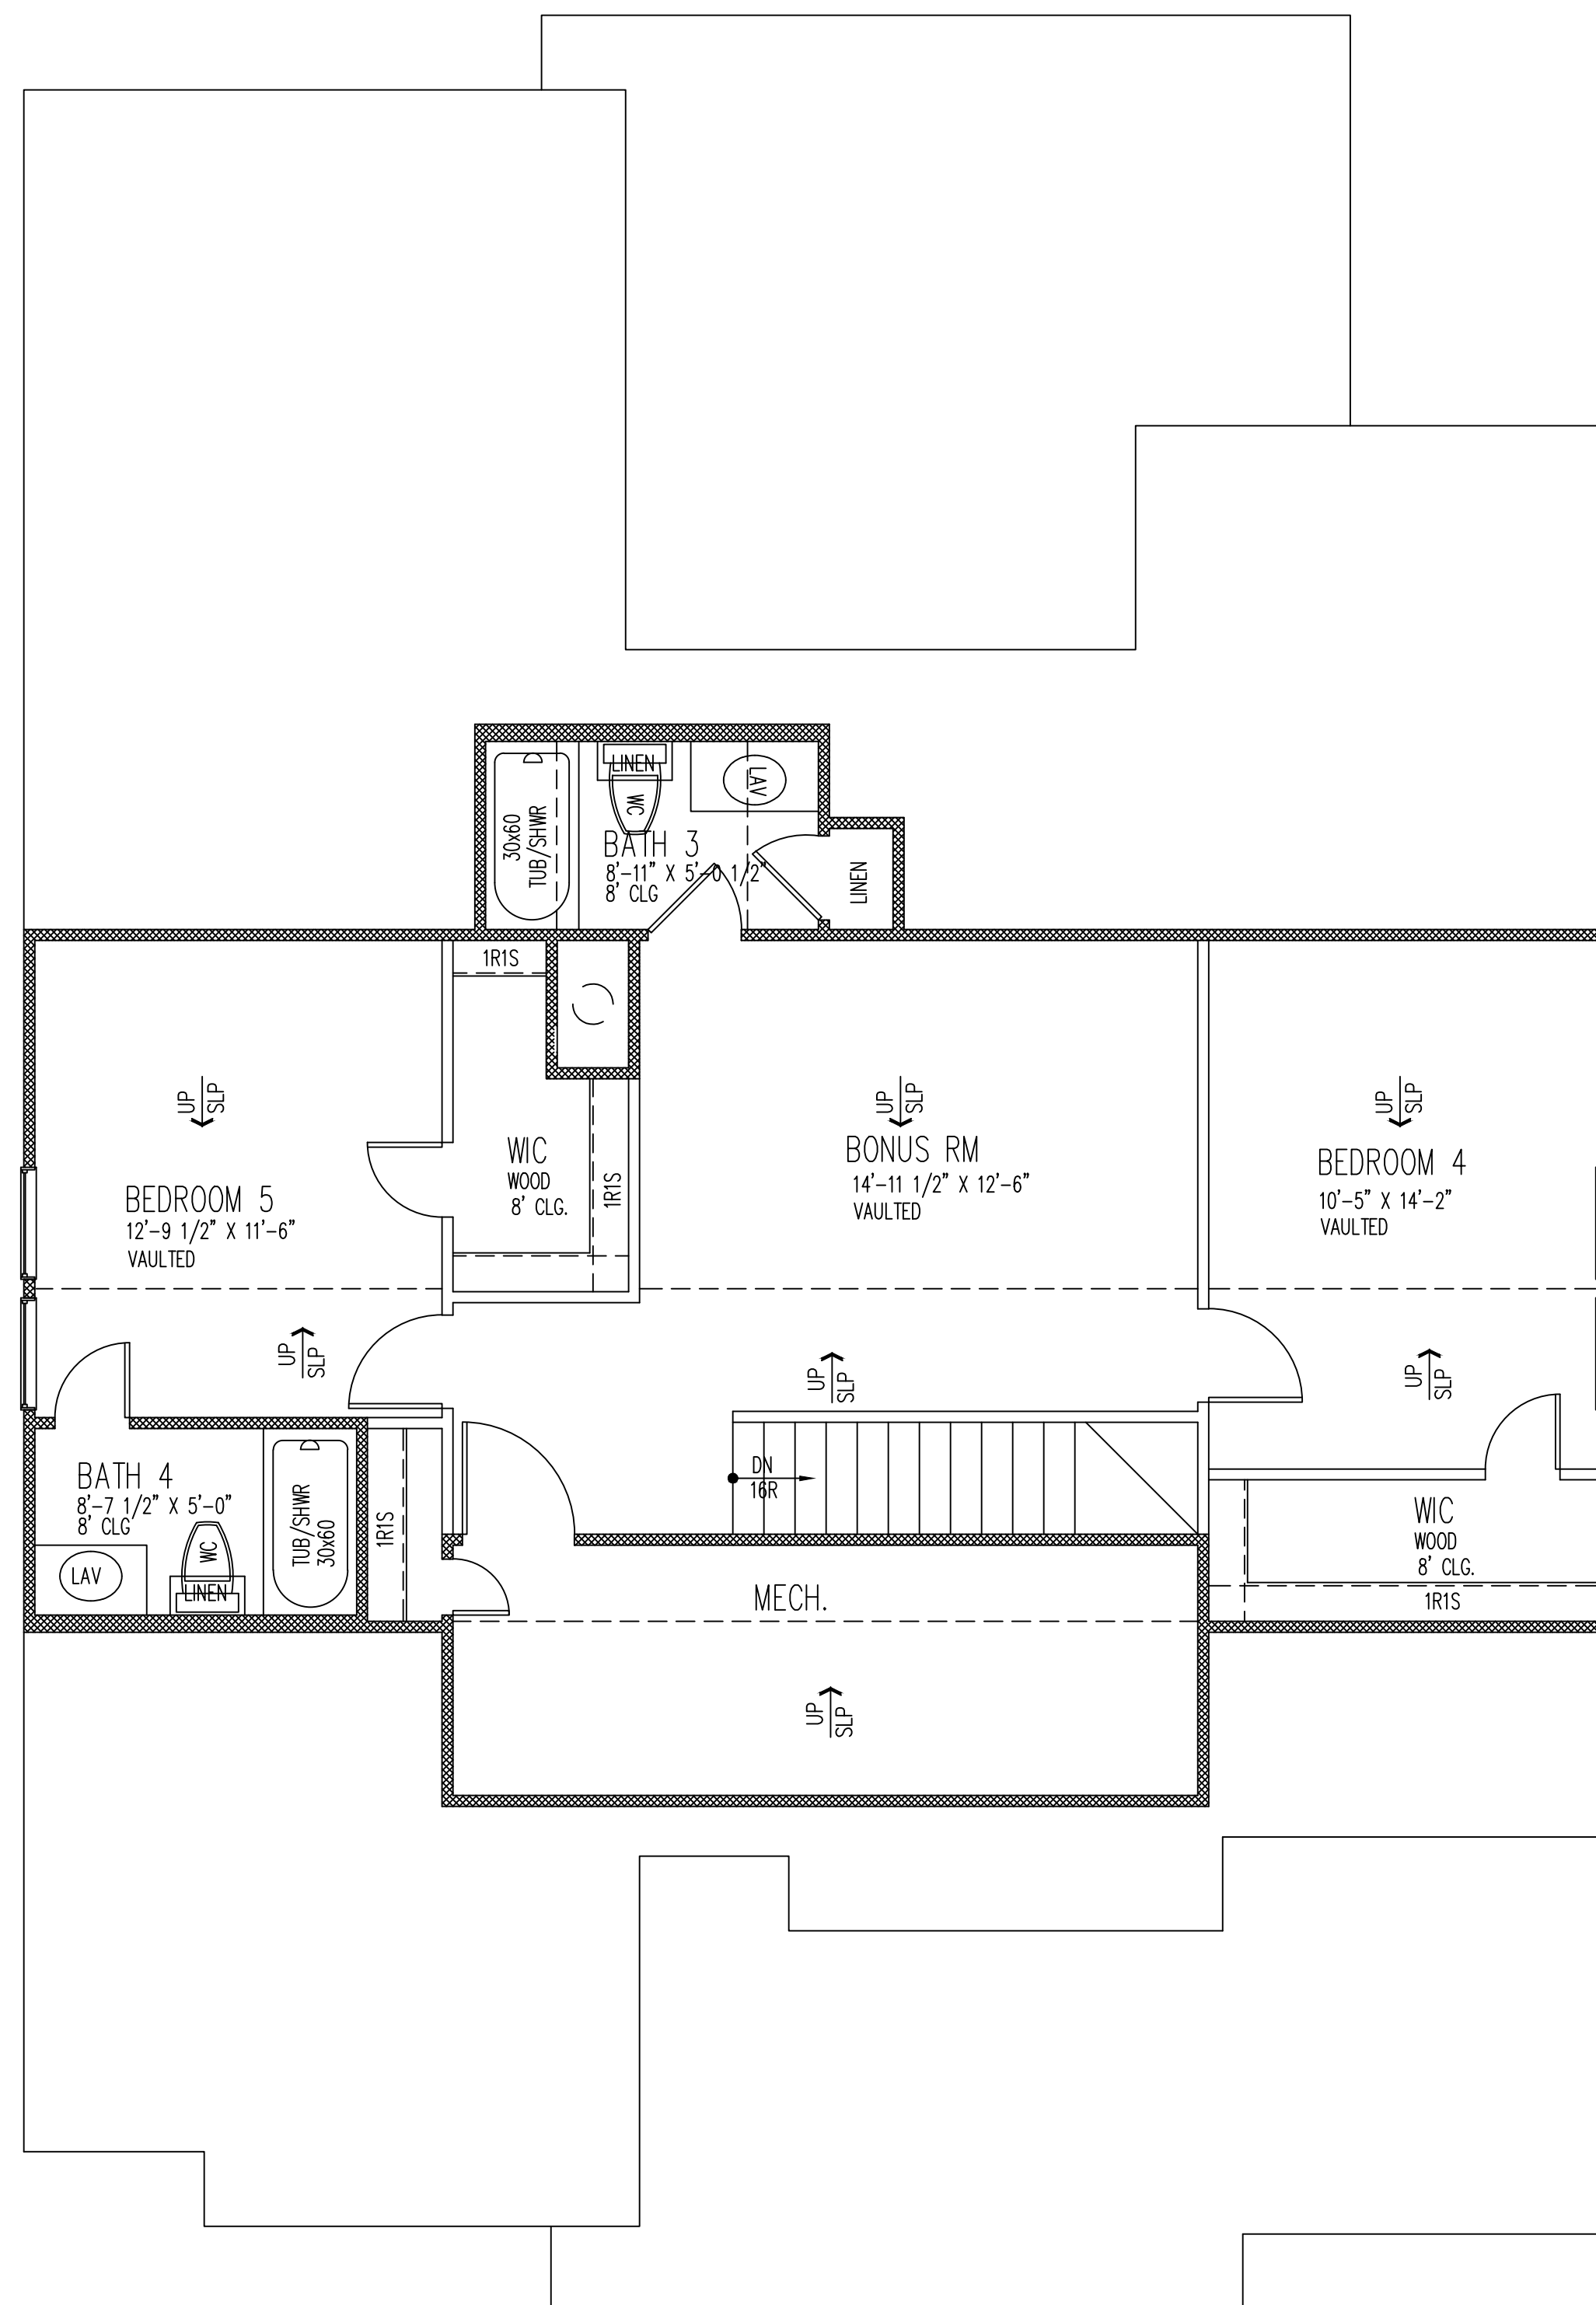 LINEN
WC
LAV
30x60
TUB/SHWR
BATH 3
8'-11" X 5'-0 1/2"
8' CLG
LINEN
1R1S
UP
SLP
WIC
WOOD
8' CLG.
1R1S
UP
SLP
BONUS RM
14'-11 1/2" X 12'-6"
VAULTED
UP
SLP
BEDROOM 4
10'-5" X 14'-2"
VAULTED
BEDROOM 5
12'-9 1/2" X 11'-6"
VAULTED
UP
SLP
UP
SLP
UP
SLP
BATH 4
8'-7 1/2" X 5'-0"
8' CLG
LAV
WC
LINEN
TUB/SHWR
30x60
1R1S
DN
16R
WIC
WOOD
8' CLG.
1R1S
MECH.
UP
SLP